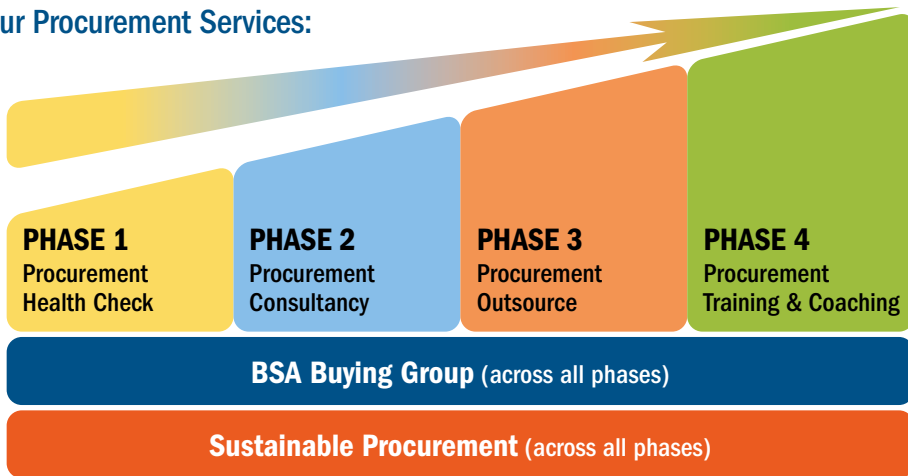 ur Procurement Services:
PHASE 1
Procurement
Health Check
PHASE 2
Procurement
Consultancy
PHASE 3
Procurement
Outsource
PHASE 4
Procurement
Training & Coaching
BSA Buying Group (across all phases)
Sustainable Procurement (across all phases)